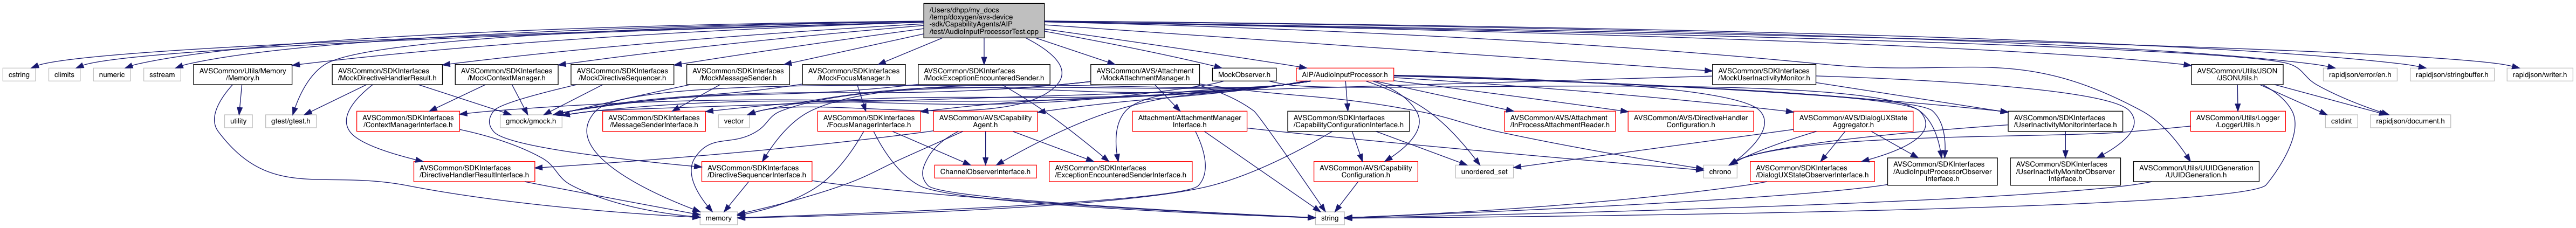 /Users/dhpp/my_docs
/temp/doxygen/avs-device
-sdk/CapabilityAgents/AIP
/test/AudioInputProcessorTest.cpp
cstring
climits
numeric
sstream
AVSCommon/Utils/Memory
/Memory.h
AVSCommon/SDKInterfaces
/MockDirectiveHandlerResult.h
AVSCommon/SDKInterfaces
/MockContextManager.h
AVSCommon/SDKInterfaces
/MockDirectiveSequencer.h
AVSCommon/SDKInterfaces
/MockMessageSender.h
AVSCommon/SDKInterfaces
/MockFocusManager.h
AVSCommon/SDKInterfaces
/MockExceptionEncounteredSender.h
AVSCommon/AVS/Attachment
/MockAttachmentManager.h
MockObserver.h
AIP/AudioInputProcessor.h
AVSCommon/SDKInterfaces
/MockUserInactivityMonitor.h
AVSCommon/Utils/JSON
/JSONUtils.h
rapidjson/error/en.h
rapidjson/stringbuffer.h
rapidjson/writer.h
utility
gtest/gtest.h
AVSCommon/SDKInterfaces
/ContextManagerInterface.h
gmock/gmock.h
AVSCommon/SDKInterfaces
/MessageSenderInterface.h
vector
AVSCommon/SDKInterfaces
/FocusManagerInterface.h
AVSCommon/AVS/Capability
Agent.h
Attachment/AttachmentManager
Interface.h
AVSCommon/SDKInterfaces
/CapabilityConfigurationInterface.h
AVSCommon/AVS/Attachment
/InProcessAttachmentReader.h
AVSCommon/AVS/DirectiveHandler
Configuration.h
AVSCommon/AVS/DialogUXState
Aggregator.h
AVSCommon/SDKInterfaces
/UserInactivityMonitorInterface.h
AVSCommon/Utils/Logger
/LoggerUtils.h
cstdint
rapidjson/document.h
AVSCommon/SDKInterfaces
/DirectiveHandlerResultInterface.h
AVSCommon/SDKInterfaces
/DirectiveSequencerInterface.h
ChannelObserverInterface.h
AVSCommon/SDKInterfaces
/ExceptionEncounteredSenderInterface.h
AVSCommon/AVS/Capability
Configuration.h
unordered_set
chrono
AVSCommon/SDKInterfaces
/DialogUXStateObserverInterface.h
AVSCommon/SDKInterfaces
/AudioInputProcessorObserver
Interface.h
AVSCommon/SDKInterfaces
/UserInactivityMonitorObserver
Interface.h
AVSCommon/Utils/UUIDGeneration
/UUIDGeneration.h
memory
string